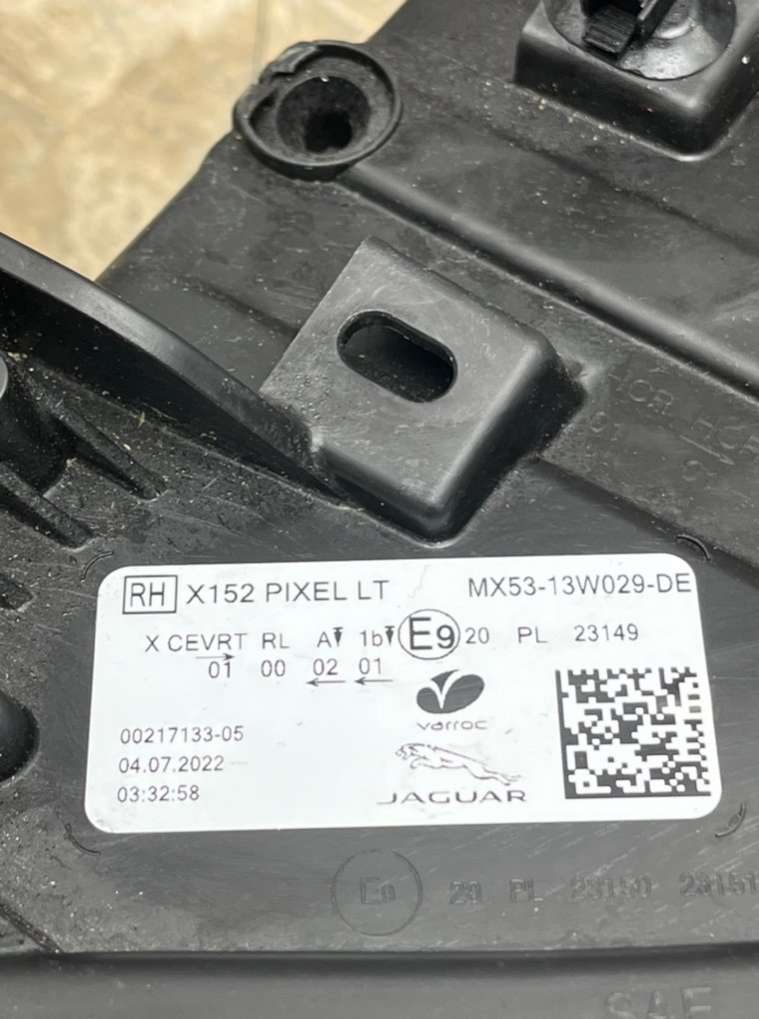 RH X152 PIXEL LT MX53-13W029-DE
X CEVRT RL A 1b E9 20 PL 23149
01 00 02 01
varroc
00217133-05
04.07.2022
03:32:58
JAGUAR
20 PL 23150 23151
SAE